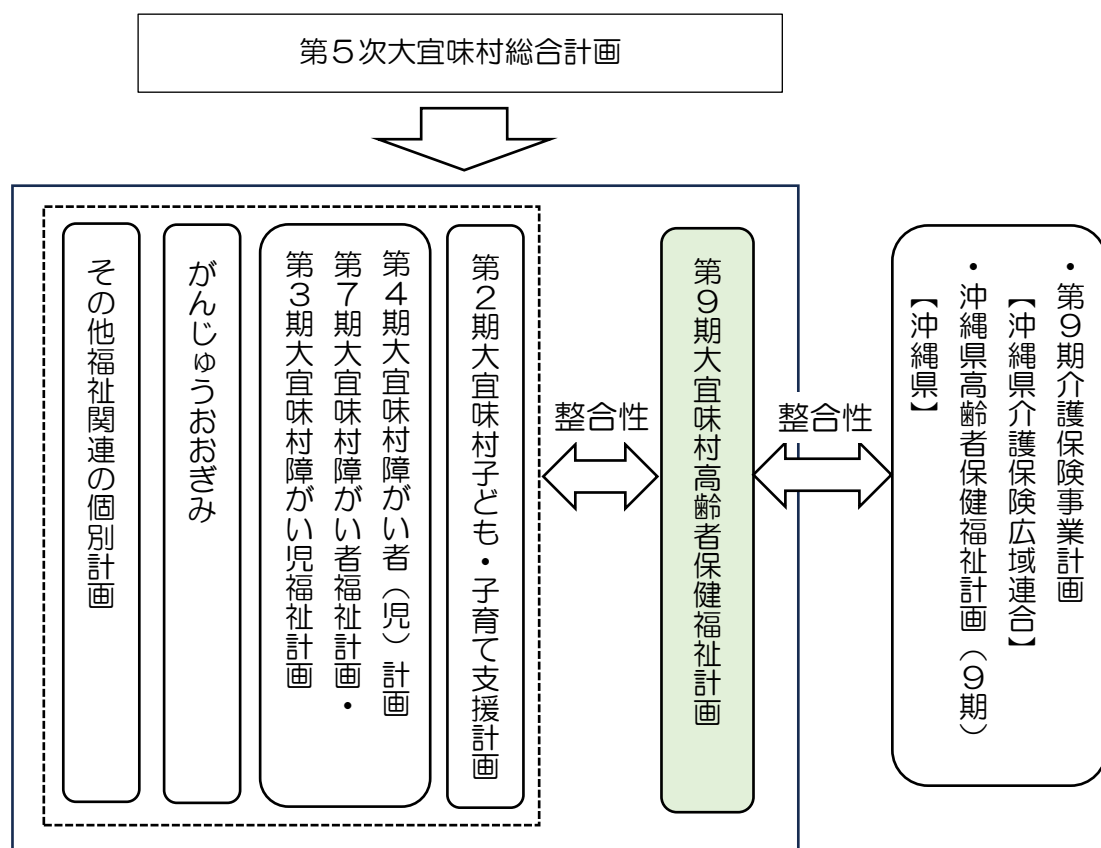 第５次大宜味村総合計画
・第９期介護保険事業計画
【沖縄県介護保険広域連合】
・沖縄県高齢者保健福祉計画（９期）
【沖縄県】
整合性
第９期大宜味村高齢者保健福祉計画
整合性
第２期大宜味村子ども・子育て支援計画
第４期大宜味村障がい者（児）計画
第７期大宜味村障がい者福祉計画・
第３期大宜味村障がい児福祉計画
がんじゅうおおぎみ
その他福祉関連の個別計画